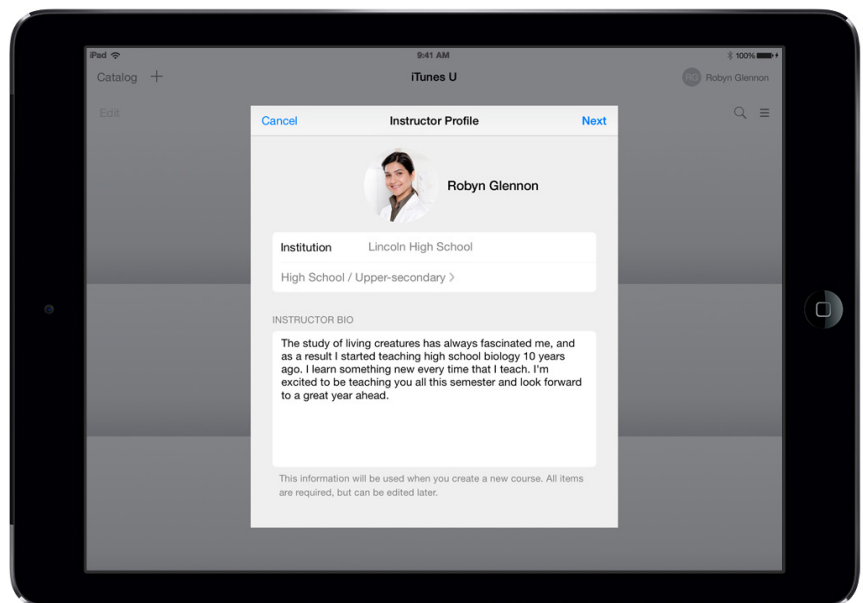 iPad 9:41 AM 100%
Catalog + iTunes U RG Robyn Glennon
Edit
Cancel Instructor Profile Next
Robyn Glennon
Institution Lincoln High School
High School / Upper-secondary >
INSTRUCTOR BIO
The study of living creatures has always fascinated me, and
as a result I started teaching high school biology 10 years
ago. I learn something new every time that I teach. I'm
excited to be teaching you all this semester and look forward
to a great year ahead.
This information will be used when you create a new course. All items
are required, but can be edited later.